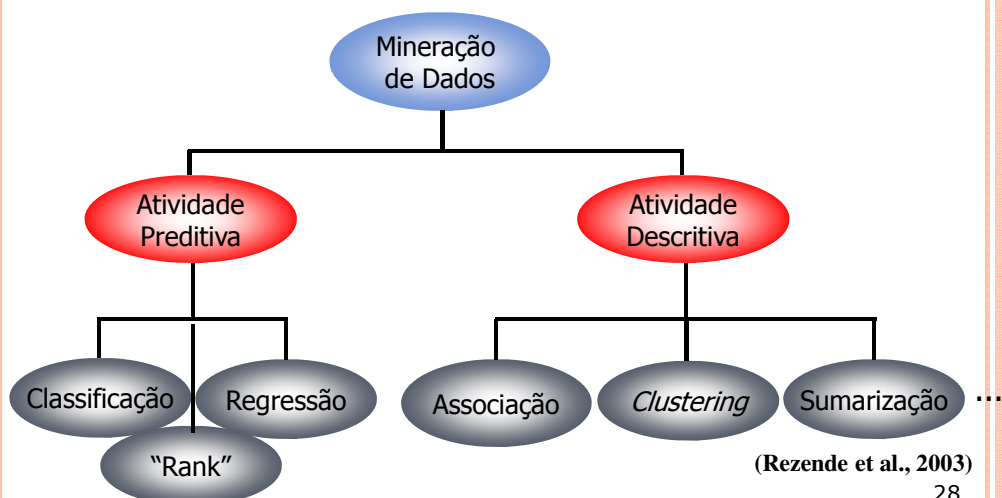 Mineração
de Dados
Atividade
Preditiva
Atividade
Descritiva
Classificação
Regressão
"Rank"
Associação
Clustering
Sumarização
...
(Rezende et al., 2003)
28